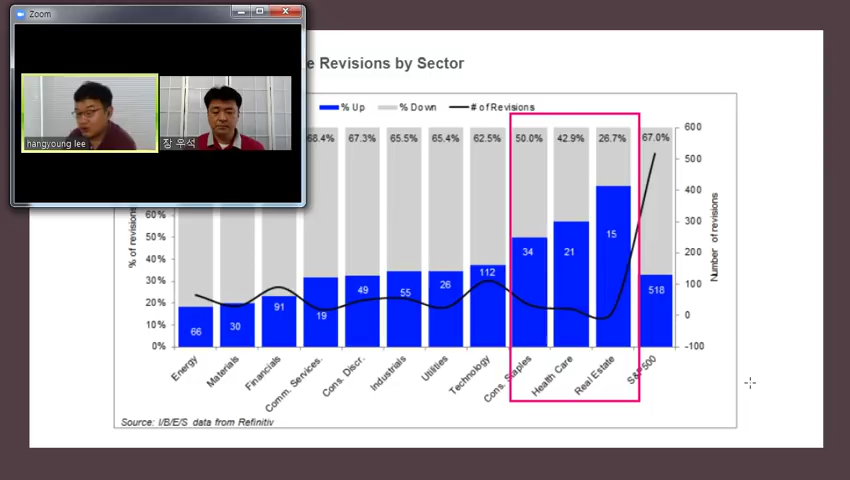 Zoom
hangyoung lee
장 우석
e Revisions by Sector
% Up
% Down
# of Revisions
68.4% 67.3% 65.5% 65.4% 62.5% 50.0% 42.9% 26.7% 67.0%
60%
50%
40%
30%
20%
10%
0%
% of revisions
66 30 91 19 49 55 26 112 34 21 15 518
600
500
400
300
200
100
0
-100
Number of revisions
Energy
Materials
Financials
Comm. Services.
Cons. Discr.
Industrials
Utilities
Technology
Cons. Staples
Health Care
Real Estate
S&P 500
Source: I/B/E/S data from Refinitiv